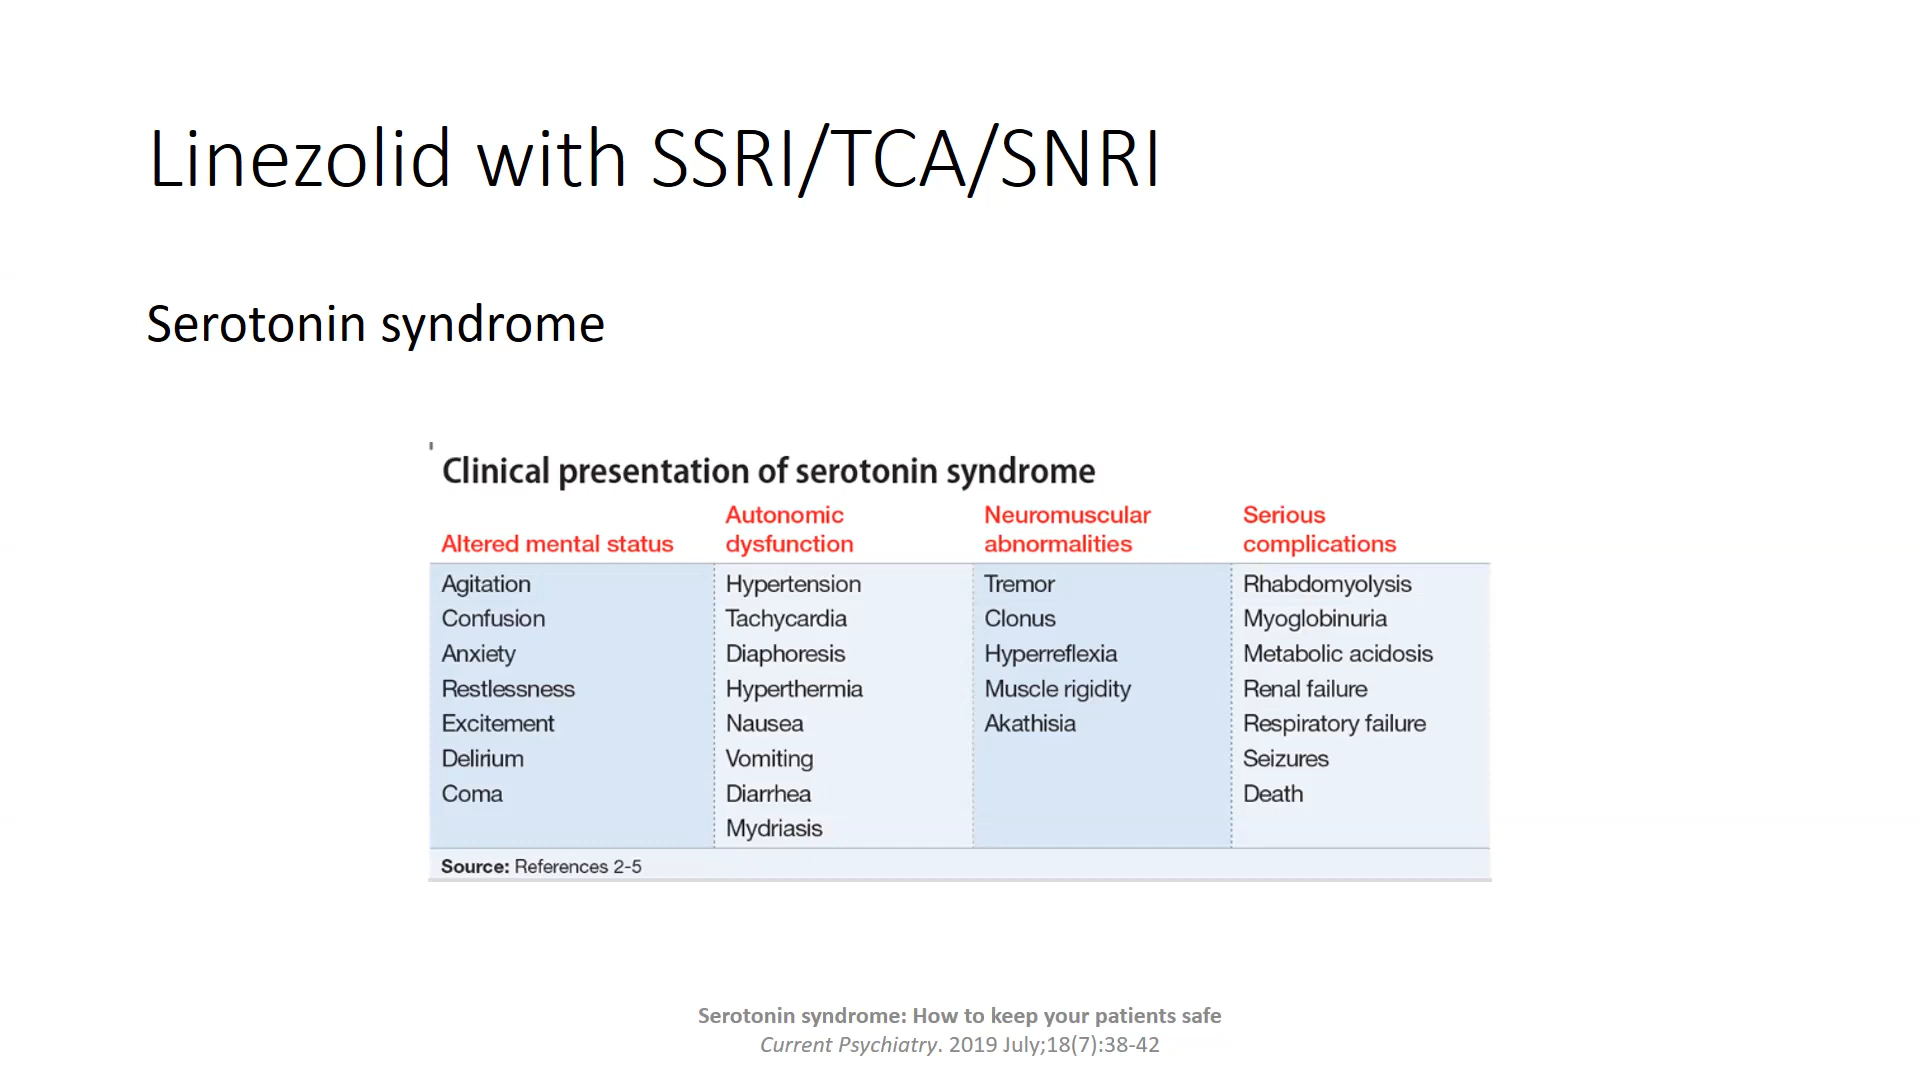 Linezolid with SSRI/TCA/SNRI
Serotonin syndrome
Clinical presentation of serotonin syndrome
Altered mental status
Autonomic
dysfunction
Neuromuscular
abnormalities
Serious
complications
Agitation Hypertension Tremor Rhabdomyolysis
Confusion Tachycardia Clonus Myoglobinuria
Anxiety Diaphoresis Hyperreflexia Metabolic acidosis
Restlessness Hyperthermia Muscle rigidity Renal failure
Excitement Nausea Akathisia Respiratory failure
Delirium Vomiting Seizures
Coma Diarrhea Death
Mydriasis
Source: References 2-5
Serotonin syndrome: How to keep your patients safe
Current Psychiatry. 2019 July;18(7):38-42